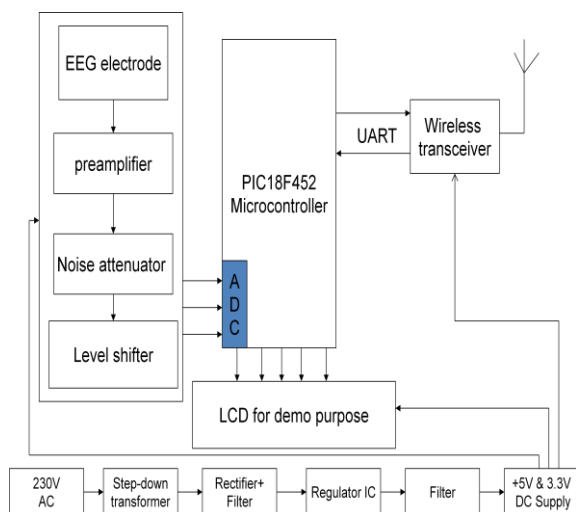 EEG electrode
preamplifier
Noise attenuator
Level shifter
PIC18F452
Microcontroller
A
D
C
UART
Wireless
transceiver
LCD for demo purpose
230V
AC
Step-down
transformer
Rectifier+
Filter
Regulator IC
Filter
+5V & 3.3V
DC Supply